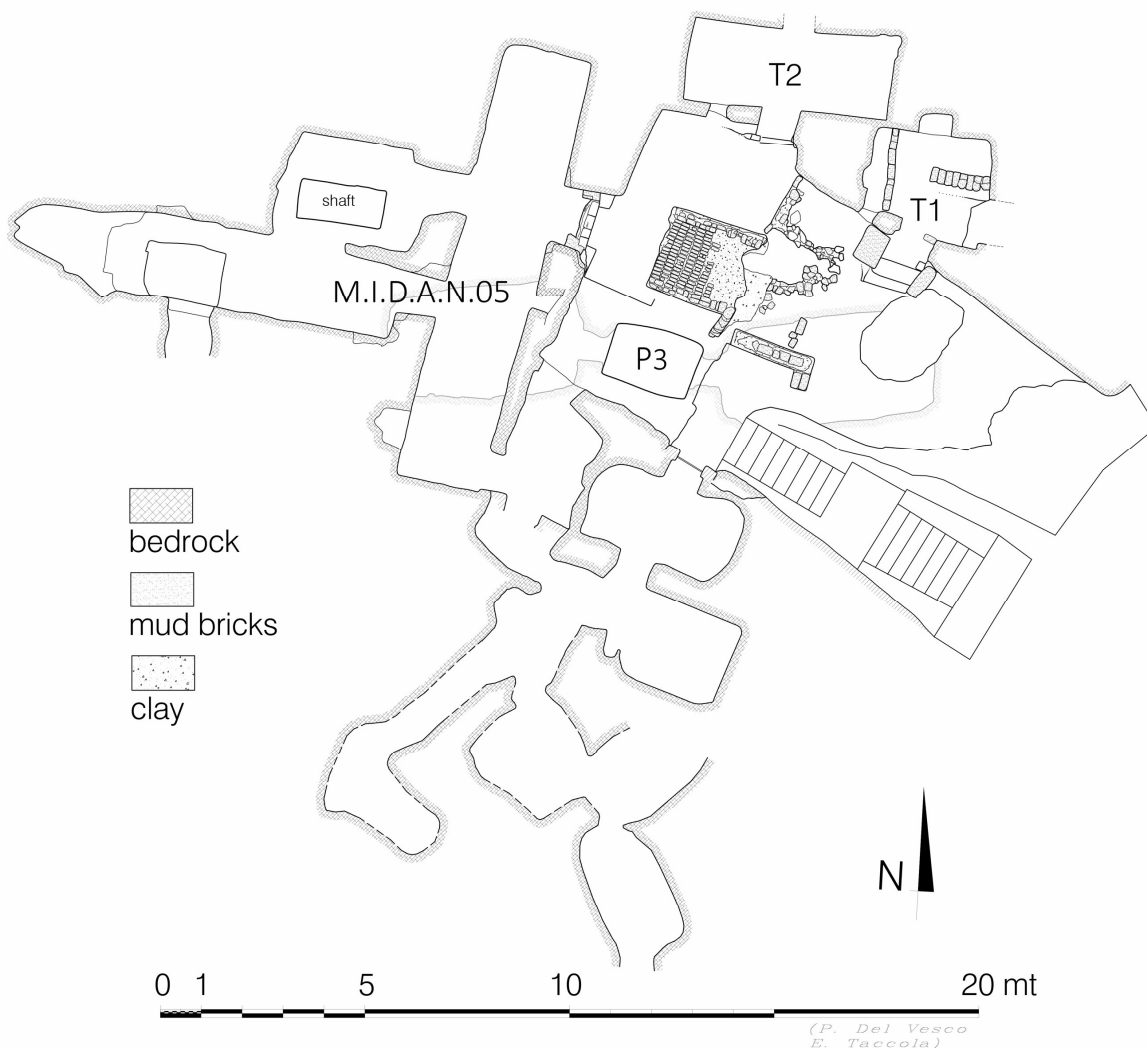 T2
shaft
T1
M.I.D.A.N.05
P3
bedrock
mud bricks
clay
N
0 1 5 10 20 mt
(P. Del Vesco
E. Taccola)